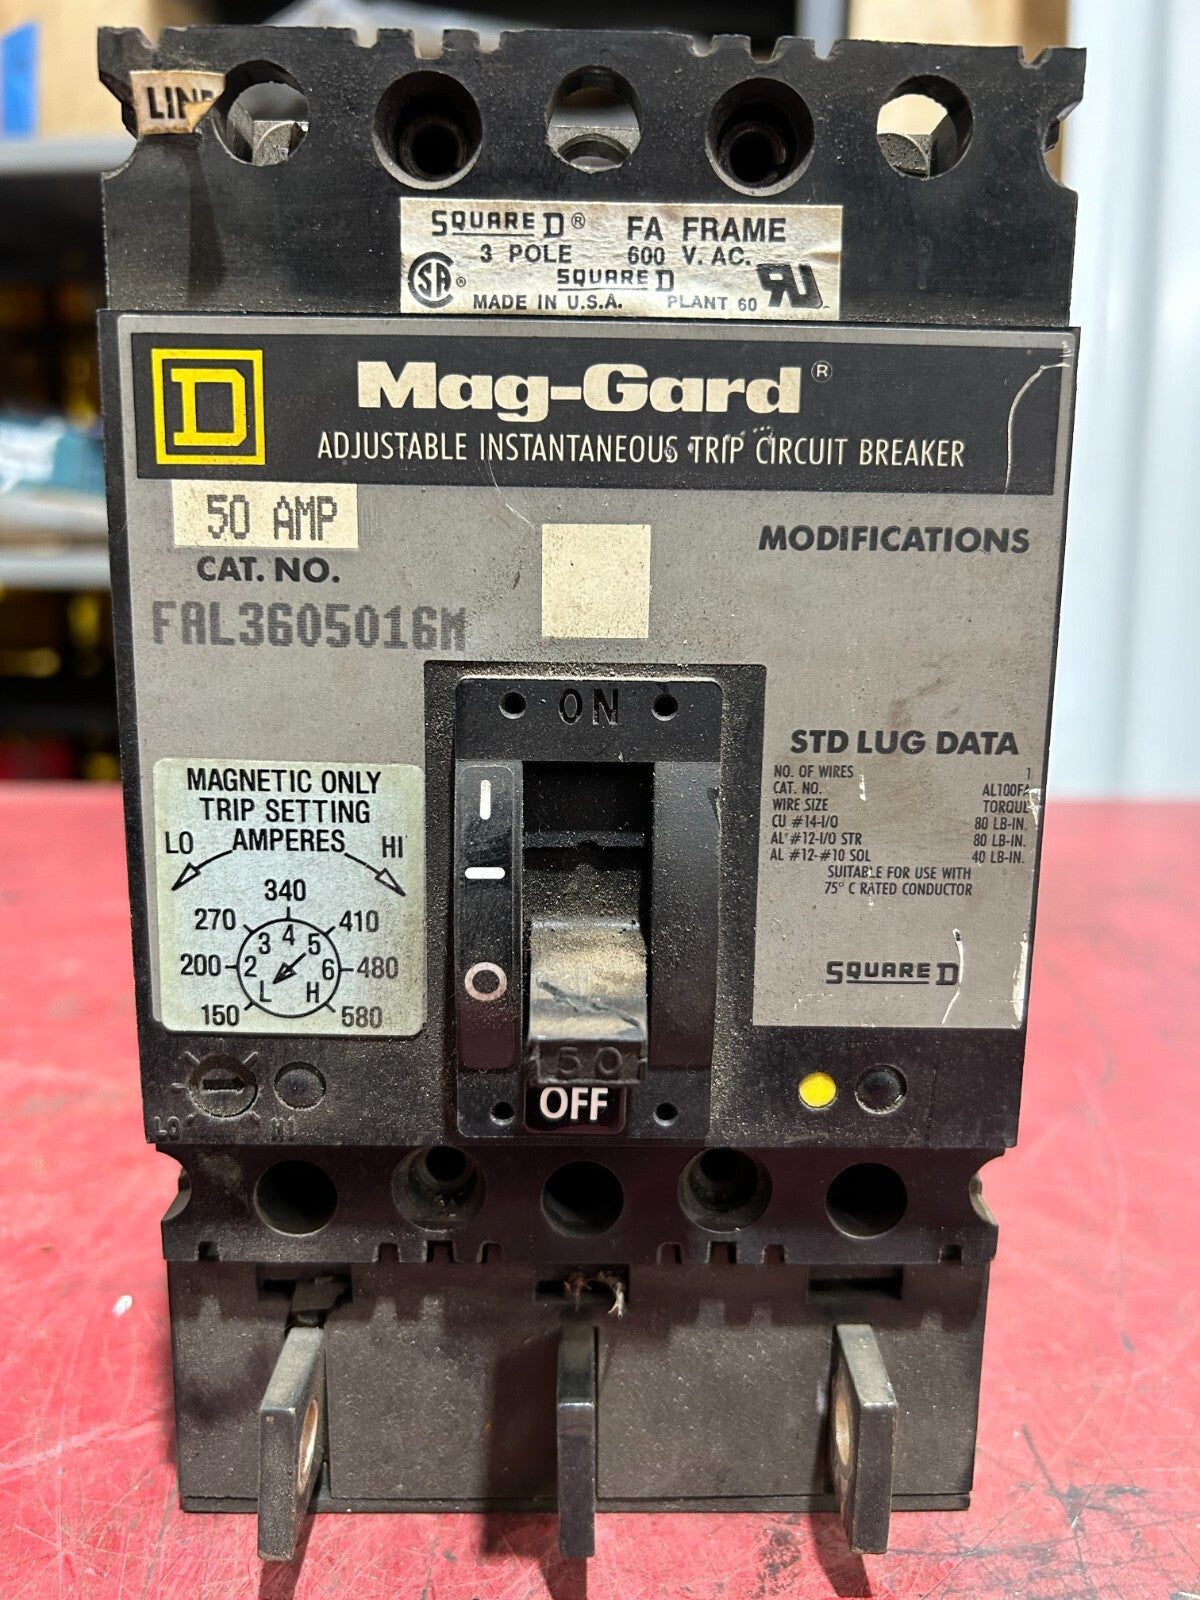 LIN
SQUARE D® FA FRAME
3 POLE 600 V. AC.
SA®
SQUARE D
MADE IN U.S.A. PLANT 60
D
Mag-Gard®
ADJUSTABLE INSTANTANEOUS TRIP CIRCUIT BREAKER
50 AMP
CAT. NO.
FAL3605016M
MODIFICATIONS
ON
STD LUG DATA
NO. OF WIRES 1
CAT. NO. AL100FA
WIRE SIZE TORQUE
CU #14-1/0 80 LB-IN.
AL #12-1/0 STR 80 LB-IN.
AL #12-#10 SOL 40 LB-IN.
SUITABLE FOR USE WITH
75° C RATED CONDUCTOR
SQUARE D
MAGNETIC ONLY
TRIP SETTING
LO AMPERES HI
340
270 410
3 4 5
200 2 6 480
L H
150 580
I
O
50
OFF
LO HI